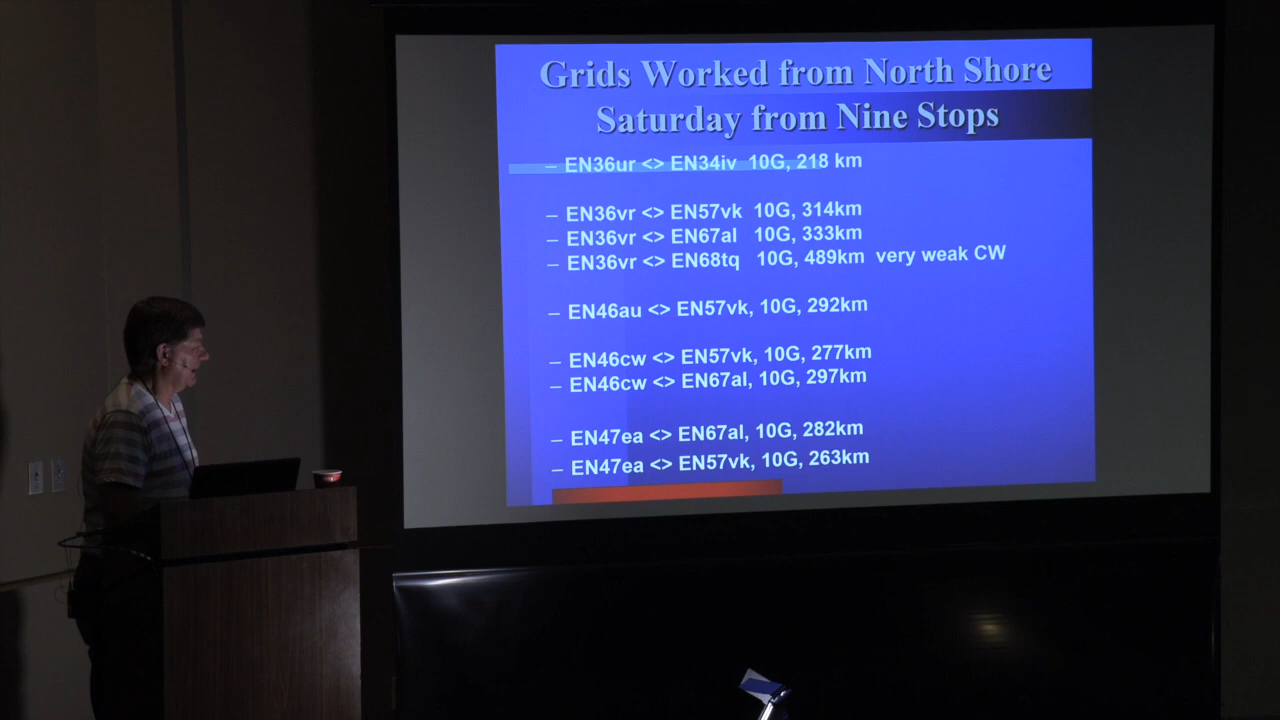 Grids Worked from North Shore
Saturday from Nine Stops
– EN36ur <> EN34iv 10G, 218 km
– EN36vr <> EN57vk 10G, 314km
– EN36vr <> EN67al 10G, 333km
– EN36vr <> EN68tq 10G, 489km very weak CW
– EN46au <> EN57vk, 10G, 292km
– EN46cw <> EN57vk, 10G, 277km
– EN46cw <> EN67al, 10G, 297km
– EN47ea <> EN67al, 10G, 282km
– EN47ea <> EN57vk, 10G, 263km